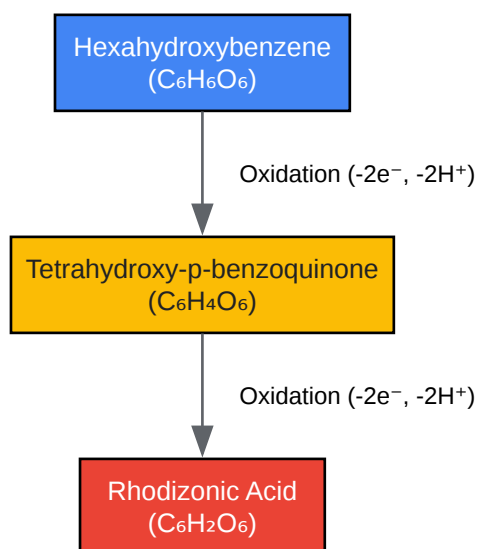 Hexahydroxybenzene
(C₆H₆O₆)
Oxidation (-2e⁻, -2H⁺)
Tetrahydroxy-p-benzoquinone
(C₆H₄O₆)
Oxidation (-2e⁻, -2H⁺)
Rhodizonic Acid
(C₆H₂O₆)